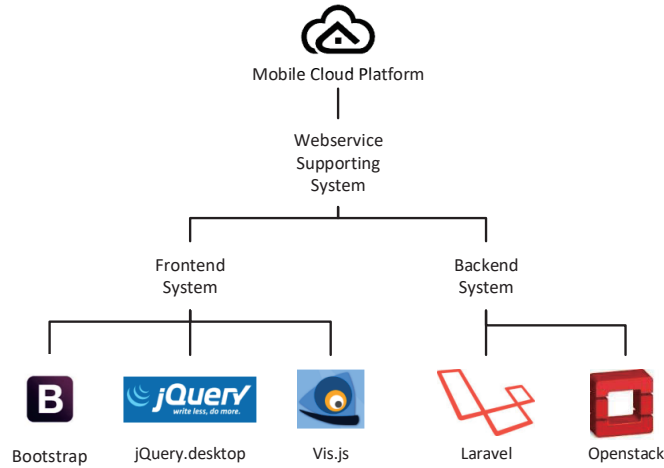 Mobile Cloud Platform
Webservice
Supporting
System
Frontend
System
Backend
System
B
jQuery
write less, do more.
Bootstrap
jQuery.desktop
Vis.js
Laravel
Openstack